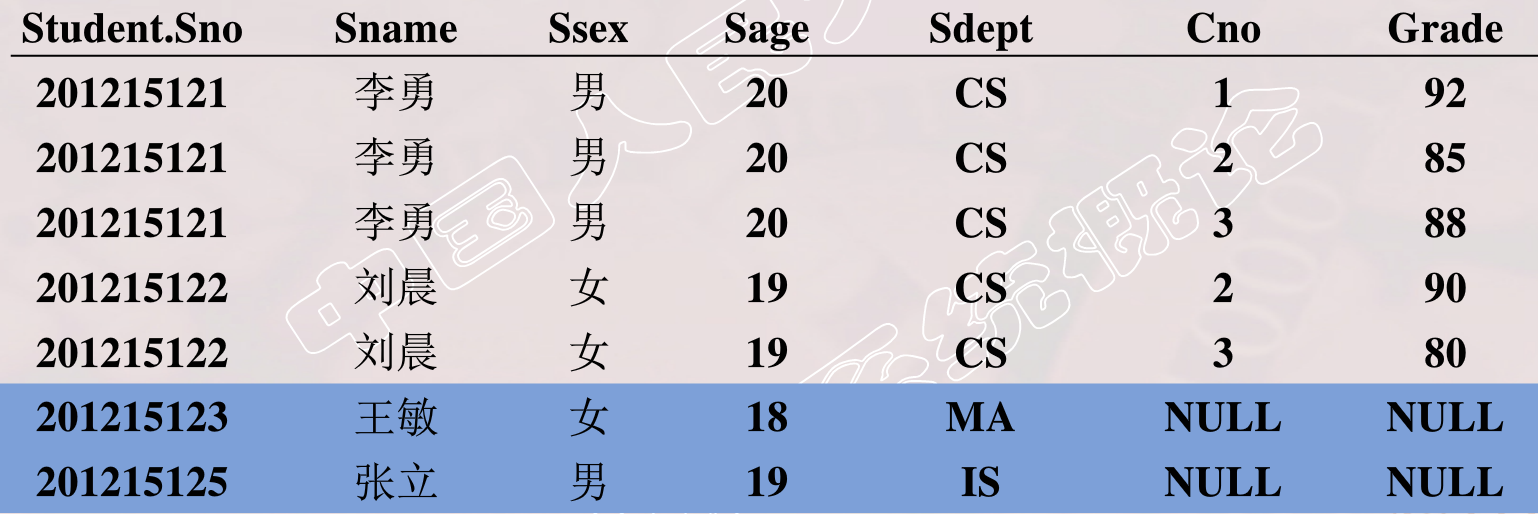 Student.Sno Sname Ssex Sage Sdept Cno Grade
201215121 李勇 男 20 CS 1 92
201215121 李勇 男 20 CS 2 85
201215121 李勇 男 20 CS 3 88
201215122 刘晨 女 19 CS 2 90
201215122 刘晨 女 19 CS 3 80
201215123 王敏 女 18 MA NULL NULL
201215125 张立 男 19 IS NULL NULL
中国人民
系统概论